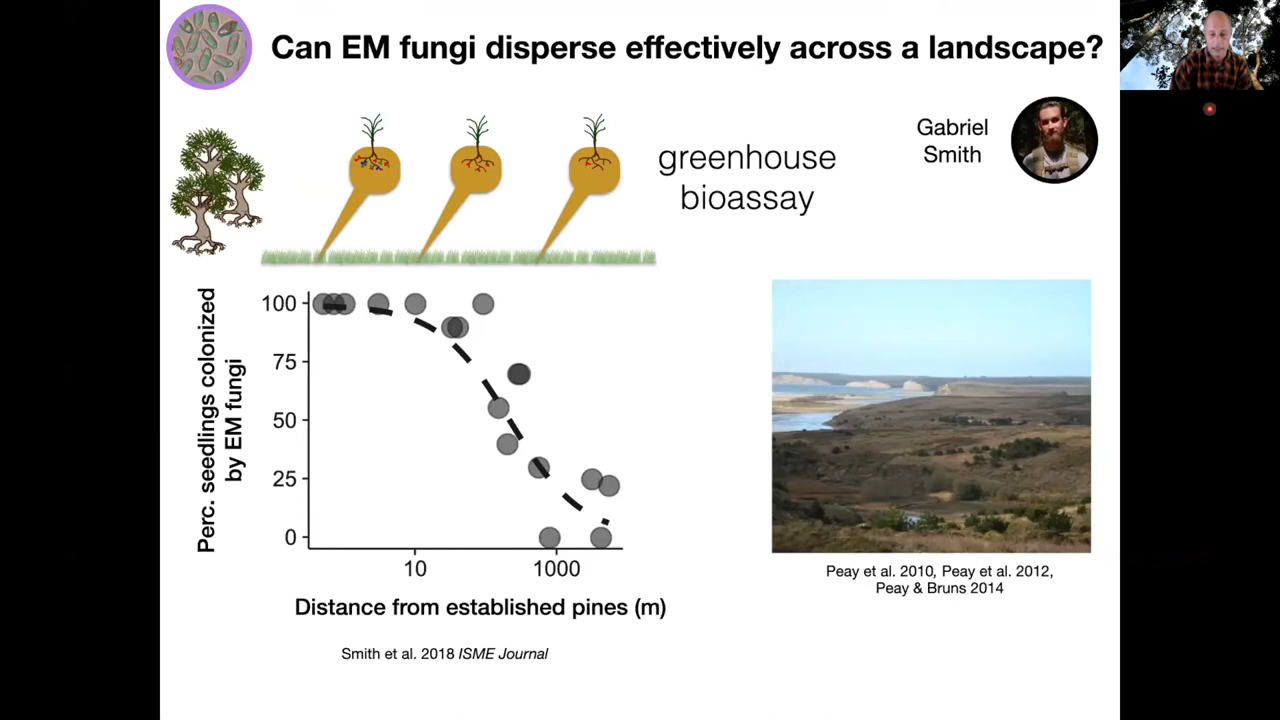 Can EM fungi disperse effectively across a landscape?
Gabriel
Smith
greenhouse
bioassay
Perc. seedlings colonized
by EM fungi
100
75
50
25
0
10
1000
Distance from established pines (m)
Smith et al. 2018 ISME Journal
Peay et al. 2010, Peay et al. 2012,
Peay & Bruns 2014